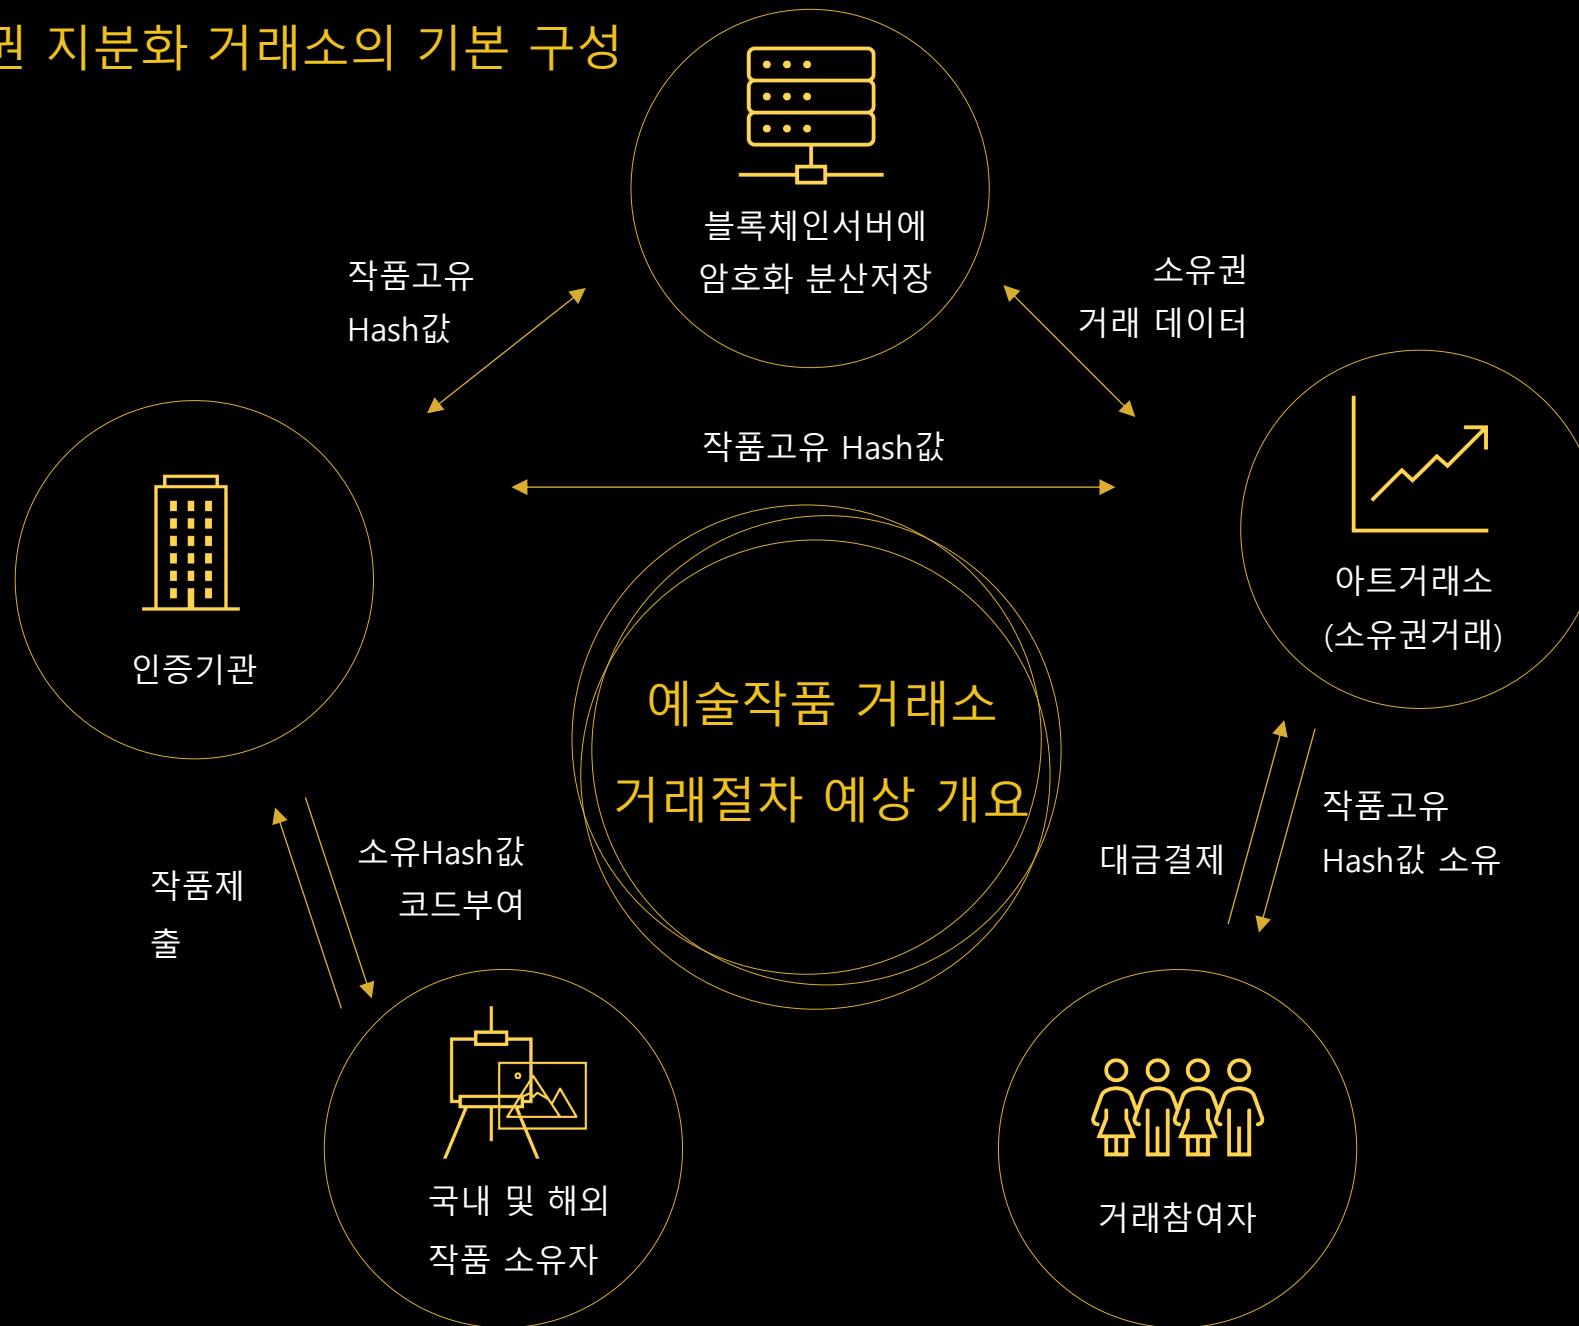 지분화 거래소의 기본 구성
블록체인서버에
암호화 분산저장
작품고유
Hash값
소유권
거래 데이터
작품고유 Hash값
인증기관
아트거래소
(소유권거래)
예술작품 거래소
거래절차 예상 개요
작품제
출
소유Hash값
코드부여
대금결제
작품고유
Hash값 소유
국내 및 해외
작품 소유자
거래참여자